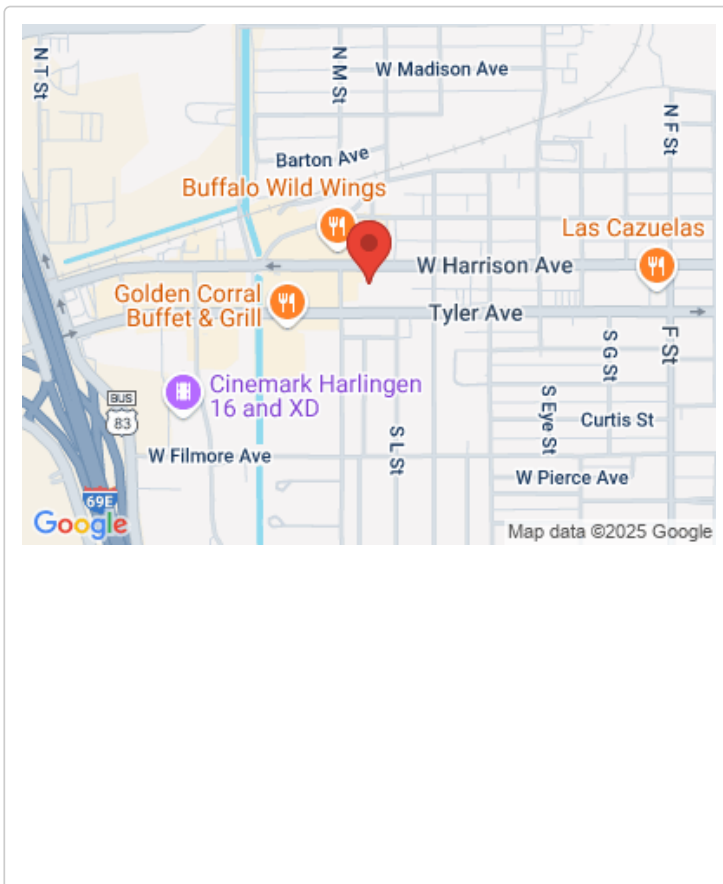 N T St
N M St
W Madison Ave
N F St
Barton Ave
Buffalo Wild Wings
Las Cazuelas
W Harrison Ave
Golden Corral
Buffet & Grill
Tyler Ave
S G St
F St
Cinemark Harlingen
16 and XD
BUS
83
S Eye St
Curtis St
S L St
W Filmore Ave
W Pierce Ave
69E
Google
Map data ©2025 Google